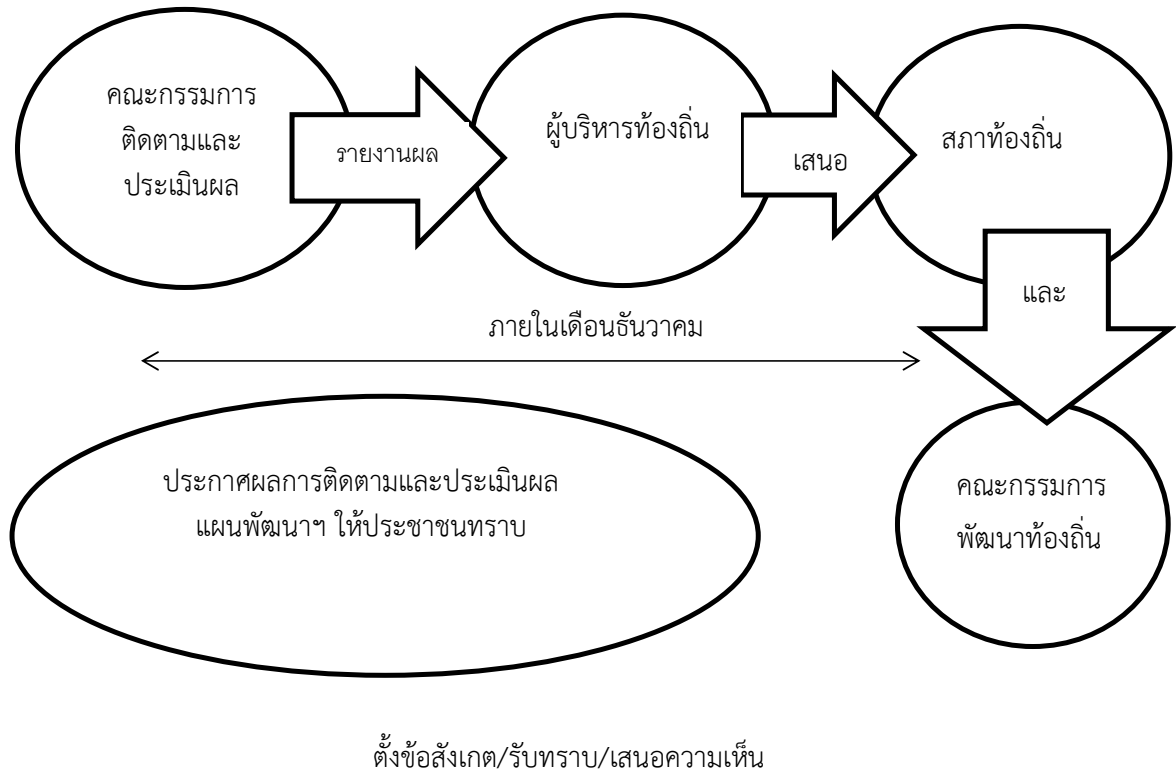 คณะกรรมการ
ติดตามและ
ประเมินผล
รายงานผล
ผู้บริหารท้องถิ่น
เสนอ
สภาท้องถิ่น
และ
ภายในเดือนธันวาคม
ประกาศผลการติดตามและประเมินผล
แผนพัฒนาฯ ให้ประชาชนทราบ
คณะกรรมการ
พัฒนาท้องถิ่น
ตั้งข้อสังเกต/รับทราบ/เสนอความเห็น